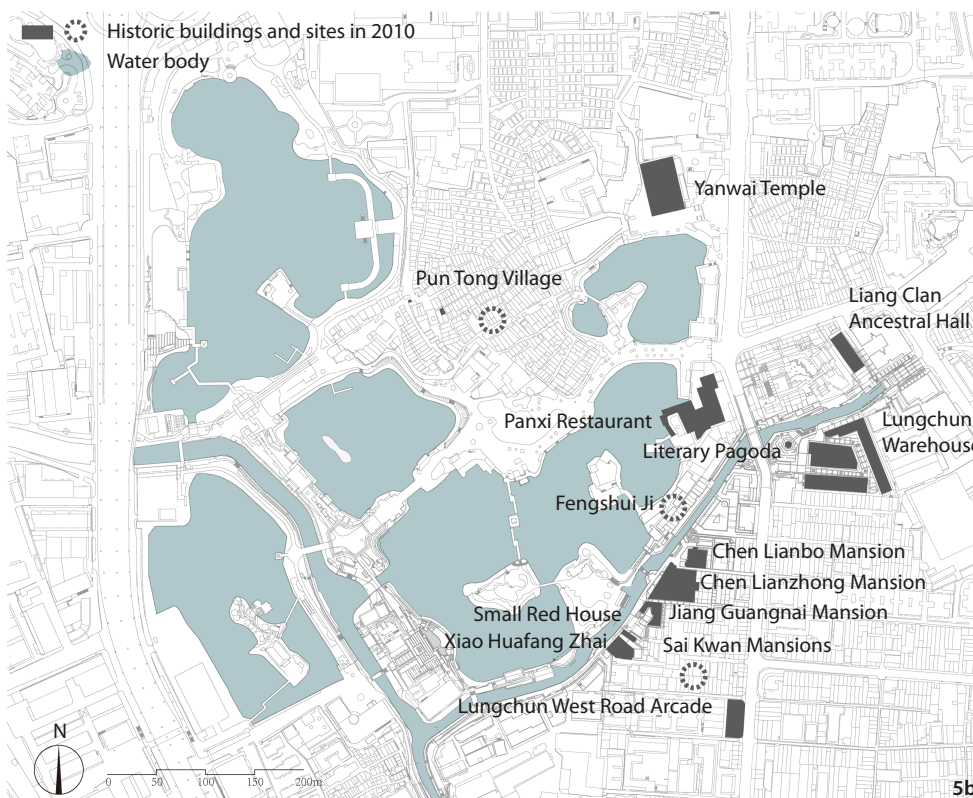 Historic buildings and sites in 2010
Water body
Yanwai Temple
Pun Tong Village
Liang Clan
Ancestral Hall
Panxi Restaurant
Lungchun
Warehouse
Literary Pagoda
Fengshui Ji
Chen Lianbo Mansion
Chen Lianzhong Mansion
Small Red House
Jiang Guangnai Mansion
Xiao Huafang Zhai
Sai Kwan Mansions
Lungchun West Road Arcade
N
0 50 100 150 200m
5b